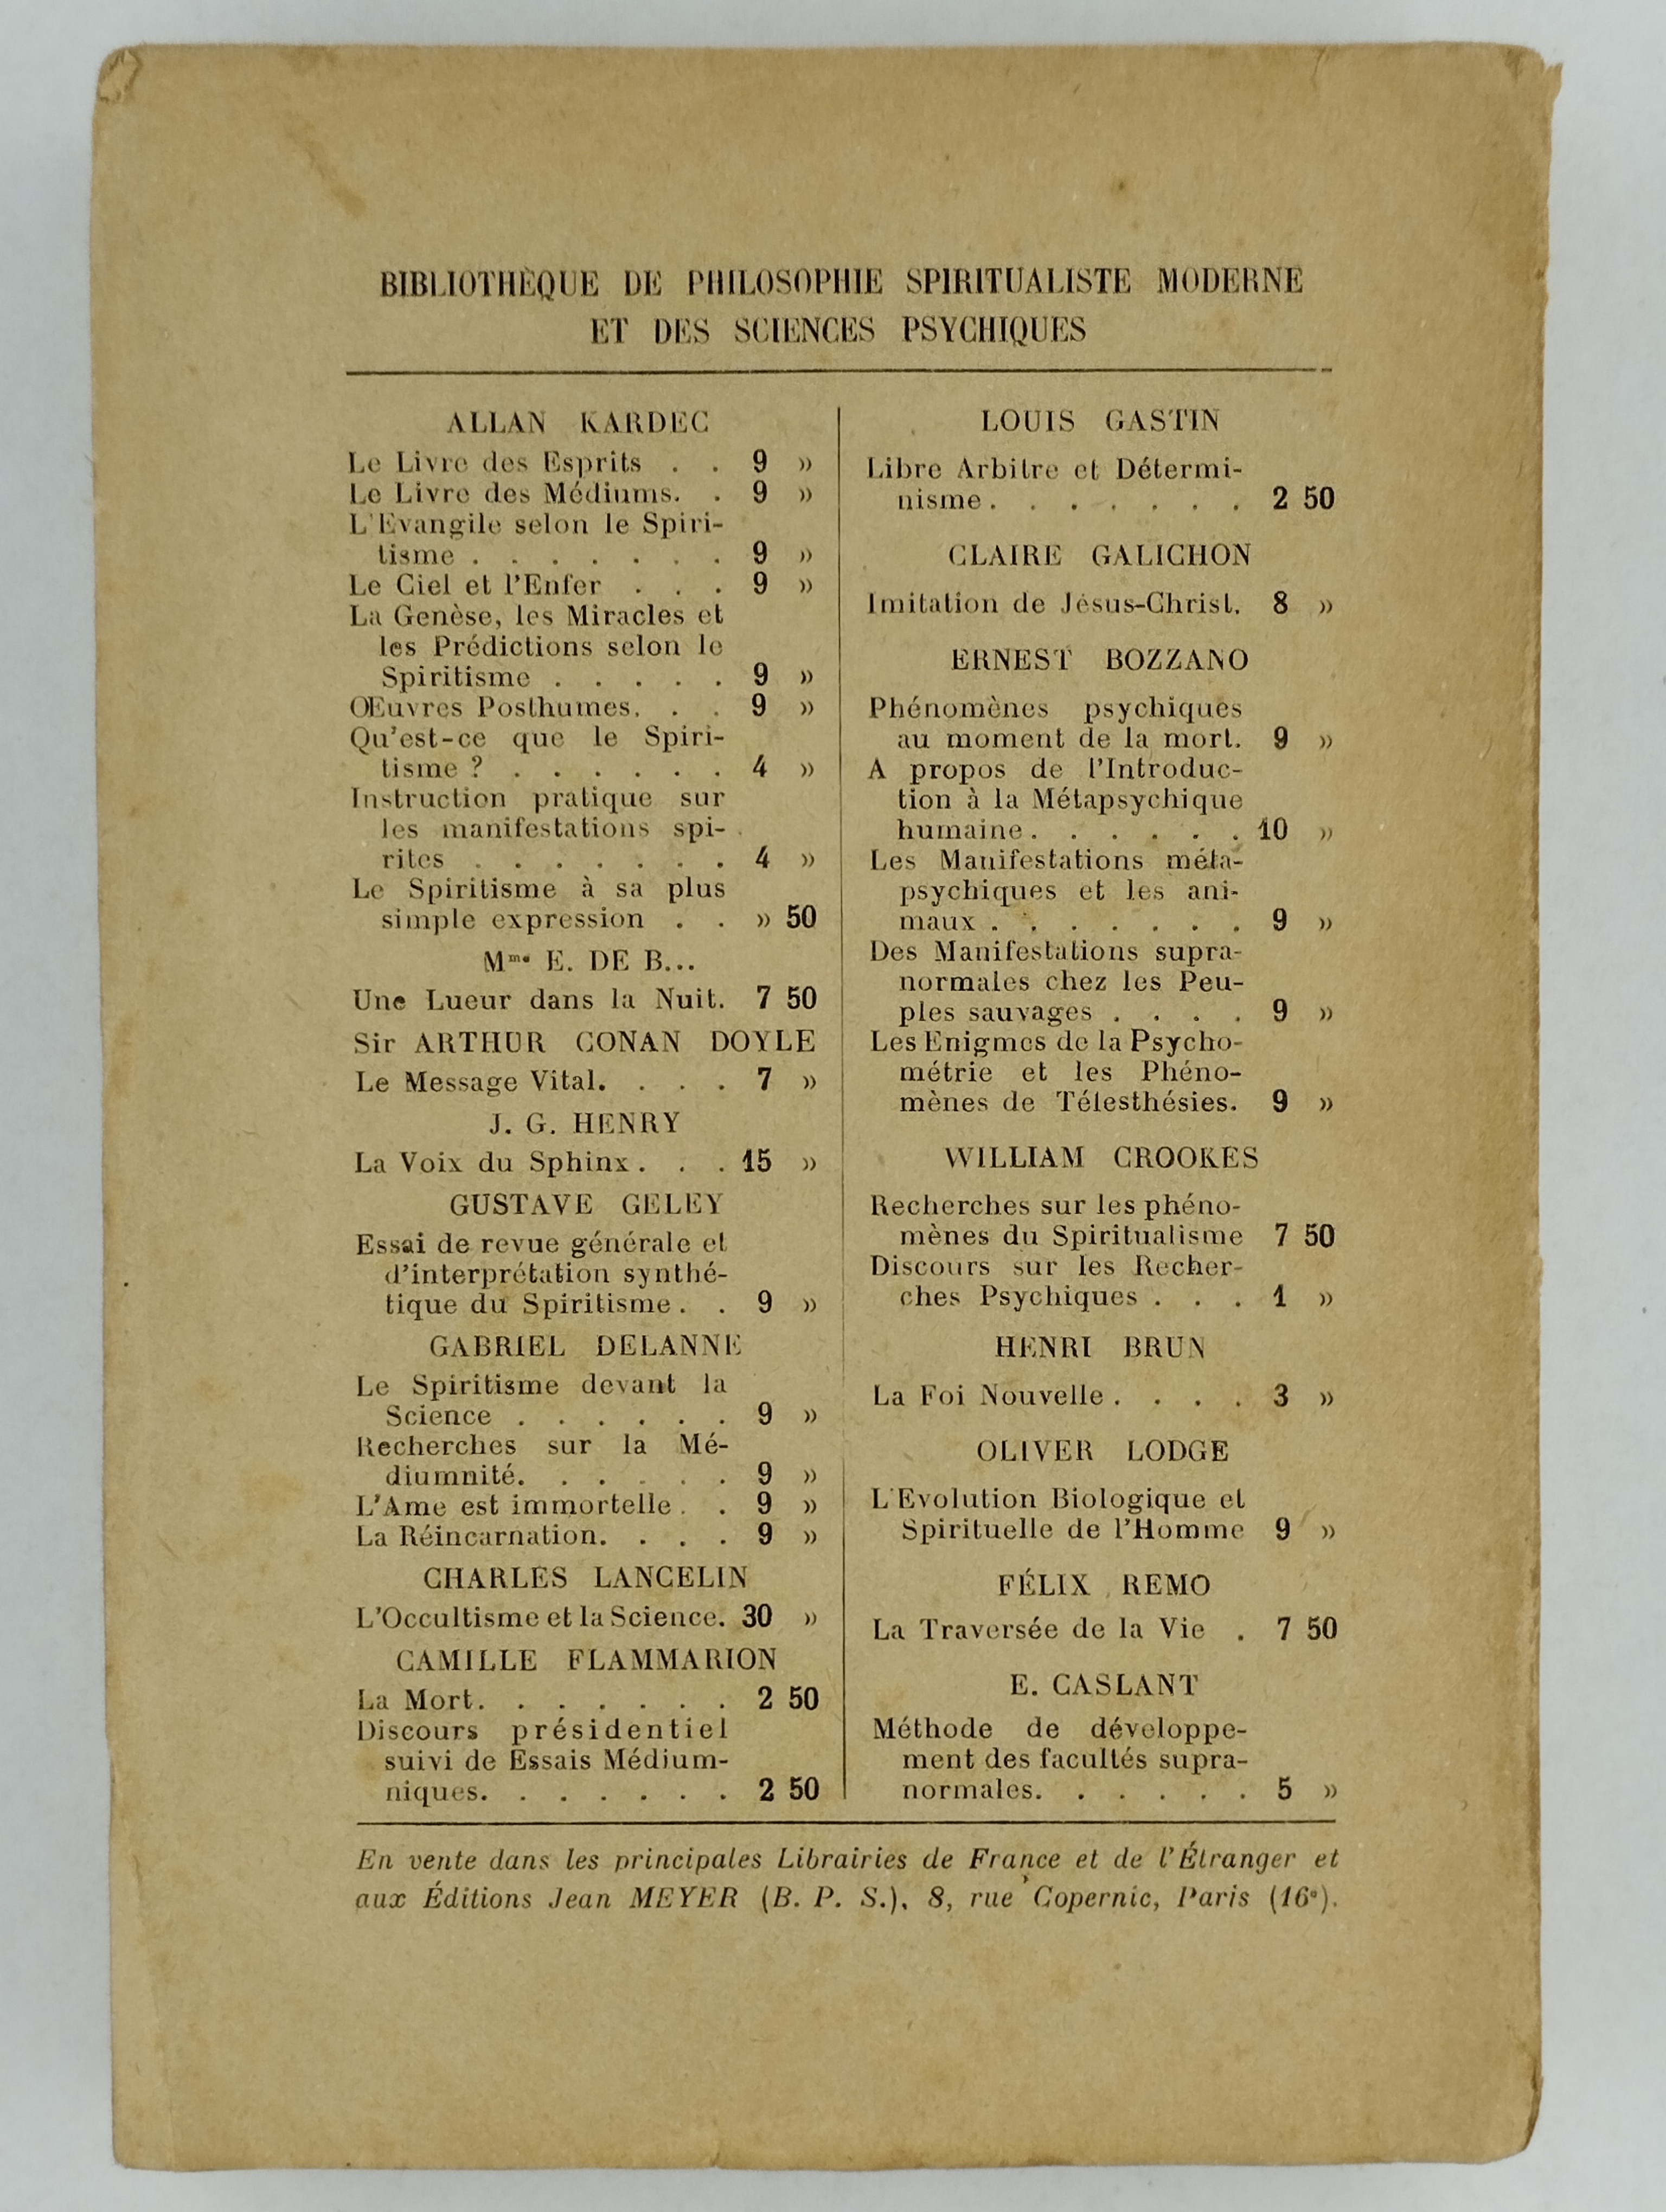 BIBLIOTHÈQUE DE PHILOSOPHIE SPIRITUALISTE MODERNE
ET DES SCIENCES PSYCHIQUES
ALLAN KARDEC
Le Livre des Esprits . . 9 »
Le Livre des Médiums. . 9 »
L'Evangile selon le Spiri-
tisme . . . . . . . 9 »
Le Ciel et l'Enfer . . . 9 »
La Genèse, les Miracles et
les Prédictions selon le
Spiritisme . . . . . 9 »
Œuvres Posthumes. . . 9 »
Qu'est-ce que le Spiri-
tisme ? . . . . . . 4 »
Instruction pratique sur
les manifestations spi-
rites . . . . . . . 4 »
Le Spiritisme à sa plus
simple expression . . » 50
Mme E. DE B...
Une Lueur dans la Nuit. 7 50
Sir ARTHUR CONAN DOYLE
Le Message Vital. . . . 7 »
J. G. HENRY
La Voix du Sphinx . . . 15 »
GUSTAVE GELEY
Essai de revue générale et
d'interprétation synthé-
tique du Spiritisme . . 9 »
GABRIEL DELANNE
Le Spiritisme devant la
Science . . . . . . 9 »
Recherches sur la Mé-
diumnité. . . . . . 9 »
L'Ame est immortelle . . 9 »
La Réincarnation. . . . 9 »
CHARLES LANCELIN
L'Occultisme et la Science. 30 »
CAMILLE FLAMMARION
La Mort. . . . . . . 2 50
Discours présidentiel
suivi de Essais Médium-
niques. . . . . . . 2 50
LOUIS GASTIN
Libre Arbitre et Détermi-
nisme . . . . . . . 2 50
CLAIRE GALICHON
Imitation de Jésus-Christ. 8 »
ERNEST BOZZANO
Phénomènes psychiques
au moment de la mort. 9 »
A propos de l'Introduc-
tion à la Métapsychique
humaine . . . . . . 10 »
Les Manifestations méta-
psychiques et les ani-
maux . . . . . . . 9 »
Des Manifestations supra-
normales chez les Peu-
ples sauvages . . . . 9 »
Les Enigmes de la Psycho-
métrie et les Phéno-
mènes de Télesthésies. 9 »
WILLIAM CROOKES
Recherches sur les phéno-
mènes du Spiritualisme 7 50
Discours sur les Recher-
ches Psychiques . . . 1 »
HENRI BRUN
La Foi Nouvelle . . . . 3 »
OLIVER LODGE
L'Evolution Biologique et
Spirituelle de l'Homme 9 »
FÉLIX REMO
La Traversée de la Vie . 7 50
E. CASLANT
Méthode de développe-
ment des facultés supra-
normales. . . . . . 5 »
En vente dans les principales Librairies de France et de l'Étranger et
aux Éditions Jean MEYER (B. P. S.), 8, rue Copernic, Paris (16e).